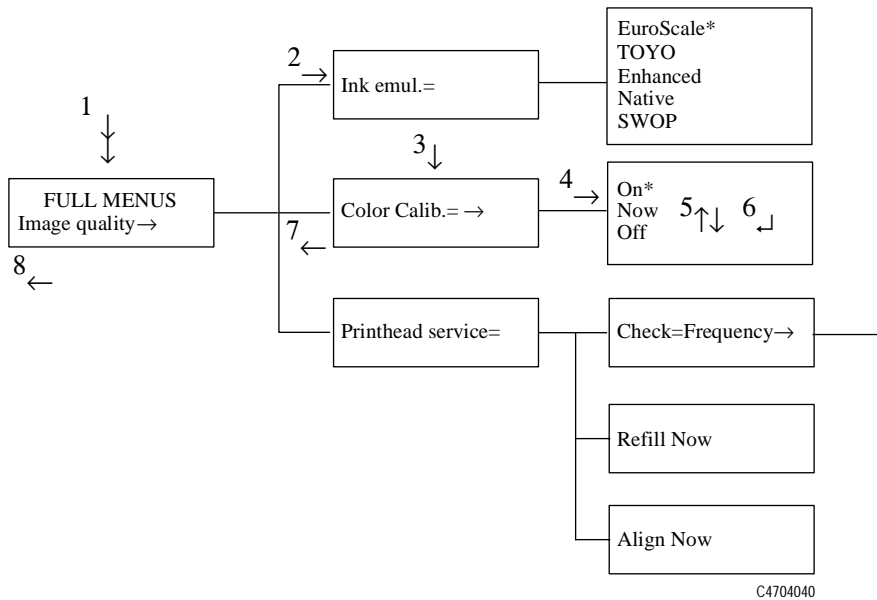 EuroScale*
TOYO
Enhanced
Native
SWOP
2 →
Ink emul.=
1
3 ↓
4 →
FULL MENUS
Image quality→
Color Calib.= →
On*
Now
Off
5 ↑↓ 6 ↵
7 ←
8 ←
Printhead service=
Check=Frequency→
Refill Now
Align Now
C4704040